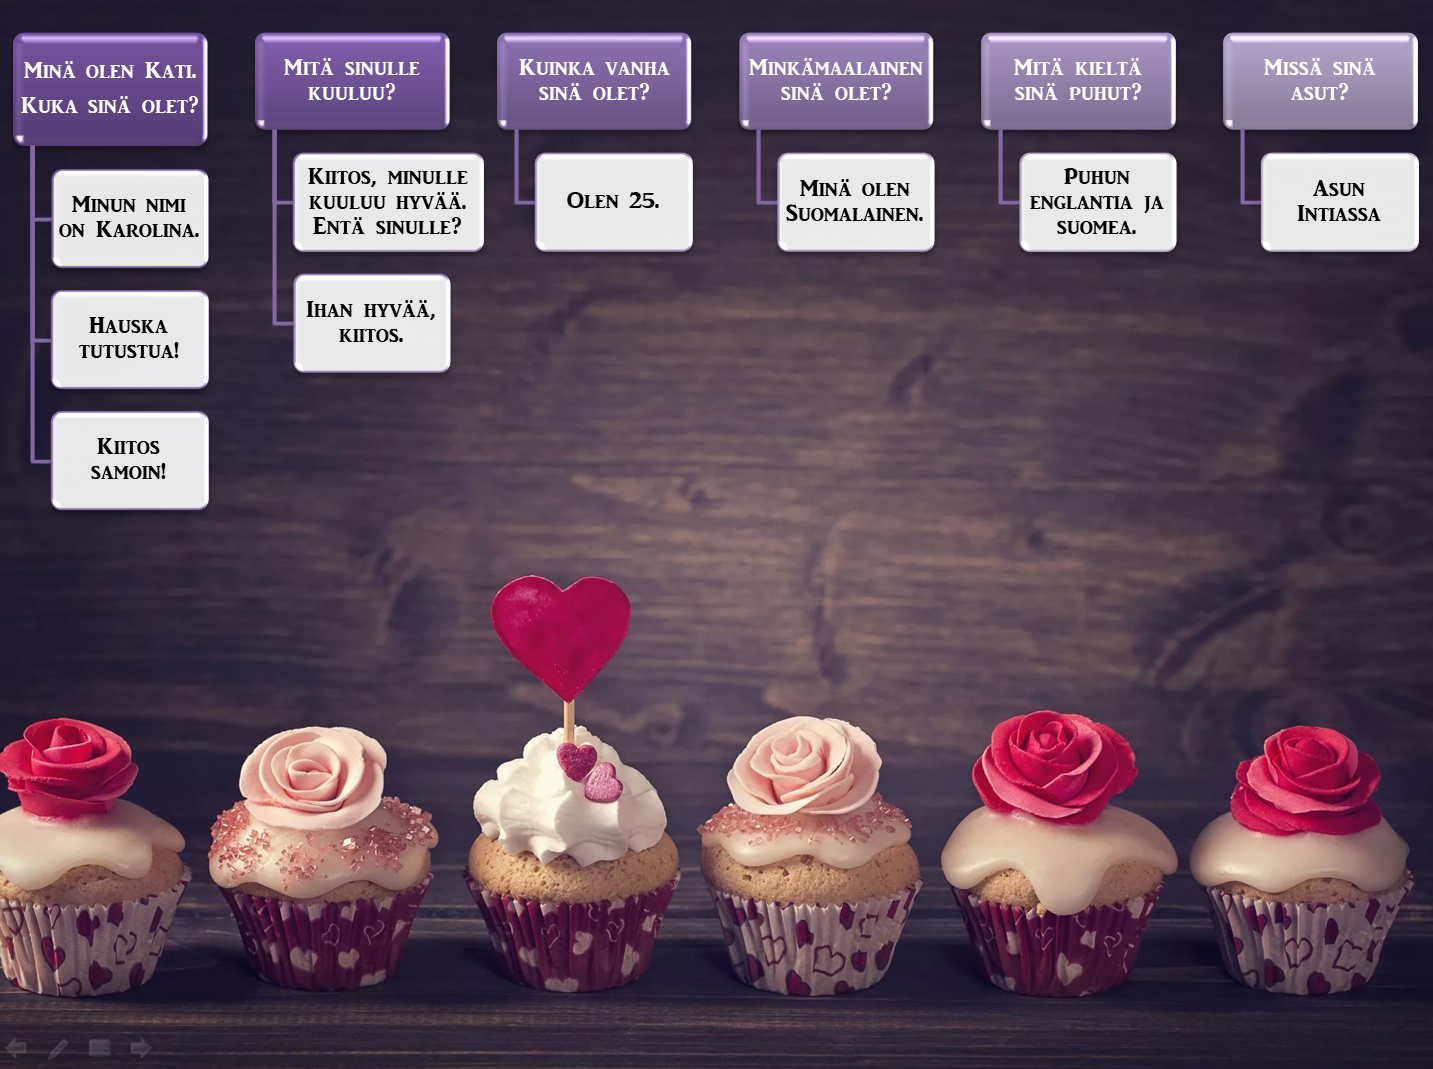 Minä olen Kati.
Kuka sinä olet?
Minun nimi
on Karolina.
Hauska
tutustua!
Kiitos
samoin!
Mitä sinulle
kuuluu?
Kiitos, minulle
kuuluu hyvää.
Entä sinulle?
Ihan hyvää,
kiitos.
Kuinka vanha
sinä olet?
Olen 25.
Minkämaalainen
sinä olet?
Minä olen
Suomalainen.
Mitä kieltä
sinä puhut?
Puhun
englantia ja
suomea.
Missä sinä
asut?
Asun
Intiassa